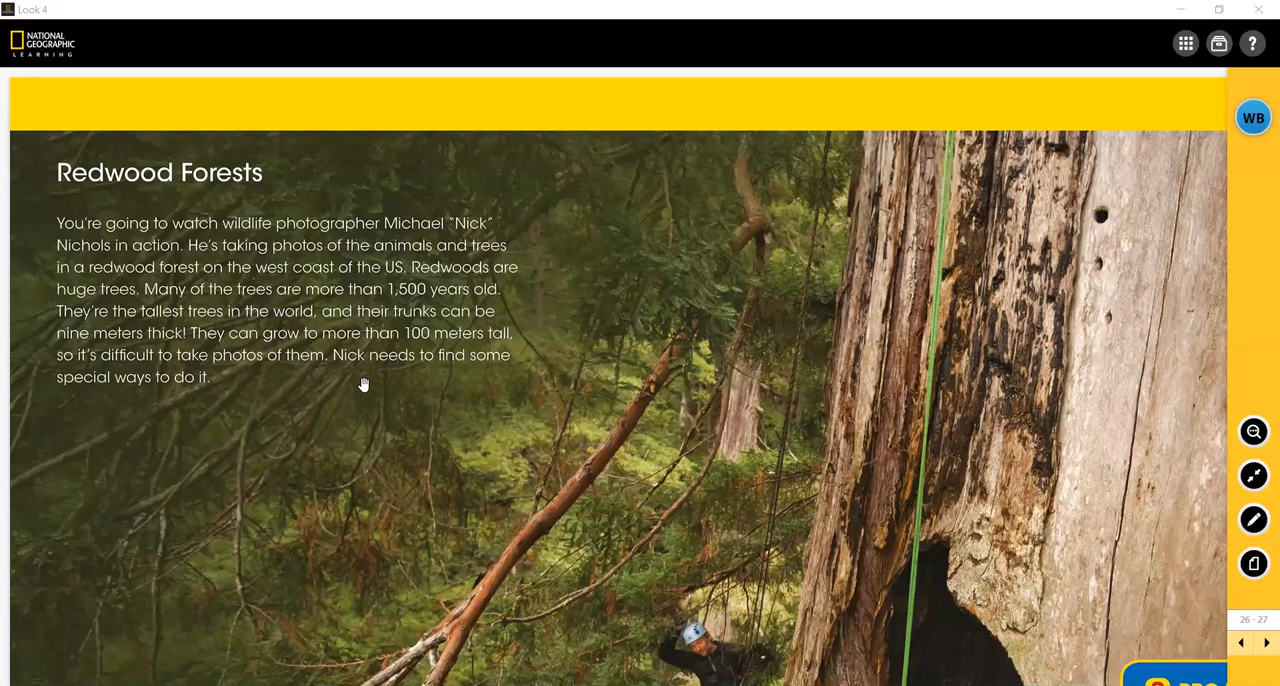 Look 4
NATIONAL
GEOGRAPHIC
LEARNING
?
WB
Redwood Forests
You're going to watch wildlife photographer Michael "Nick"
Nichols in action. He's taking photos of the animals and trees
in a redwood forest on the west coast of the US. Redwoods are
huge trees. Many of the trees are more than 1,500 years old.
They're the tallest trees in the world, and their trunks can be
nine meters thick! They can grow to more than 100 meters tall,
so it's difficult to take photos of them. Nick needs to find some
special ways to do it.
26 - 27